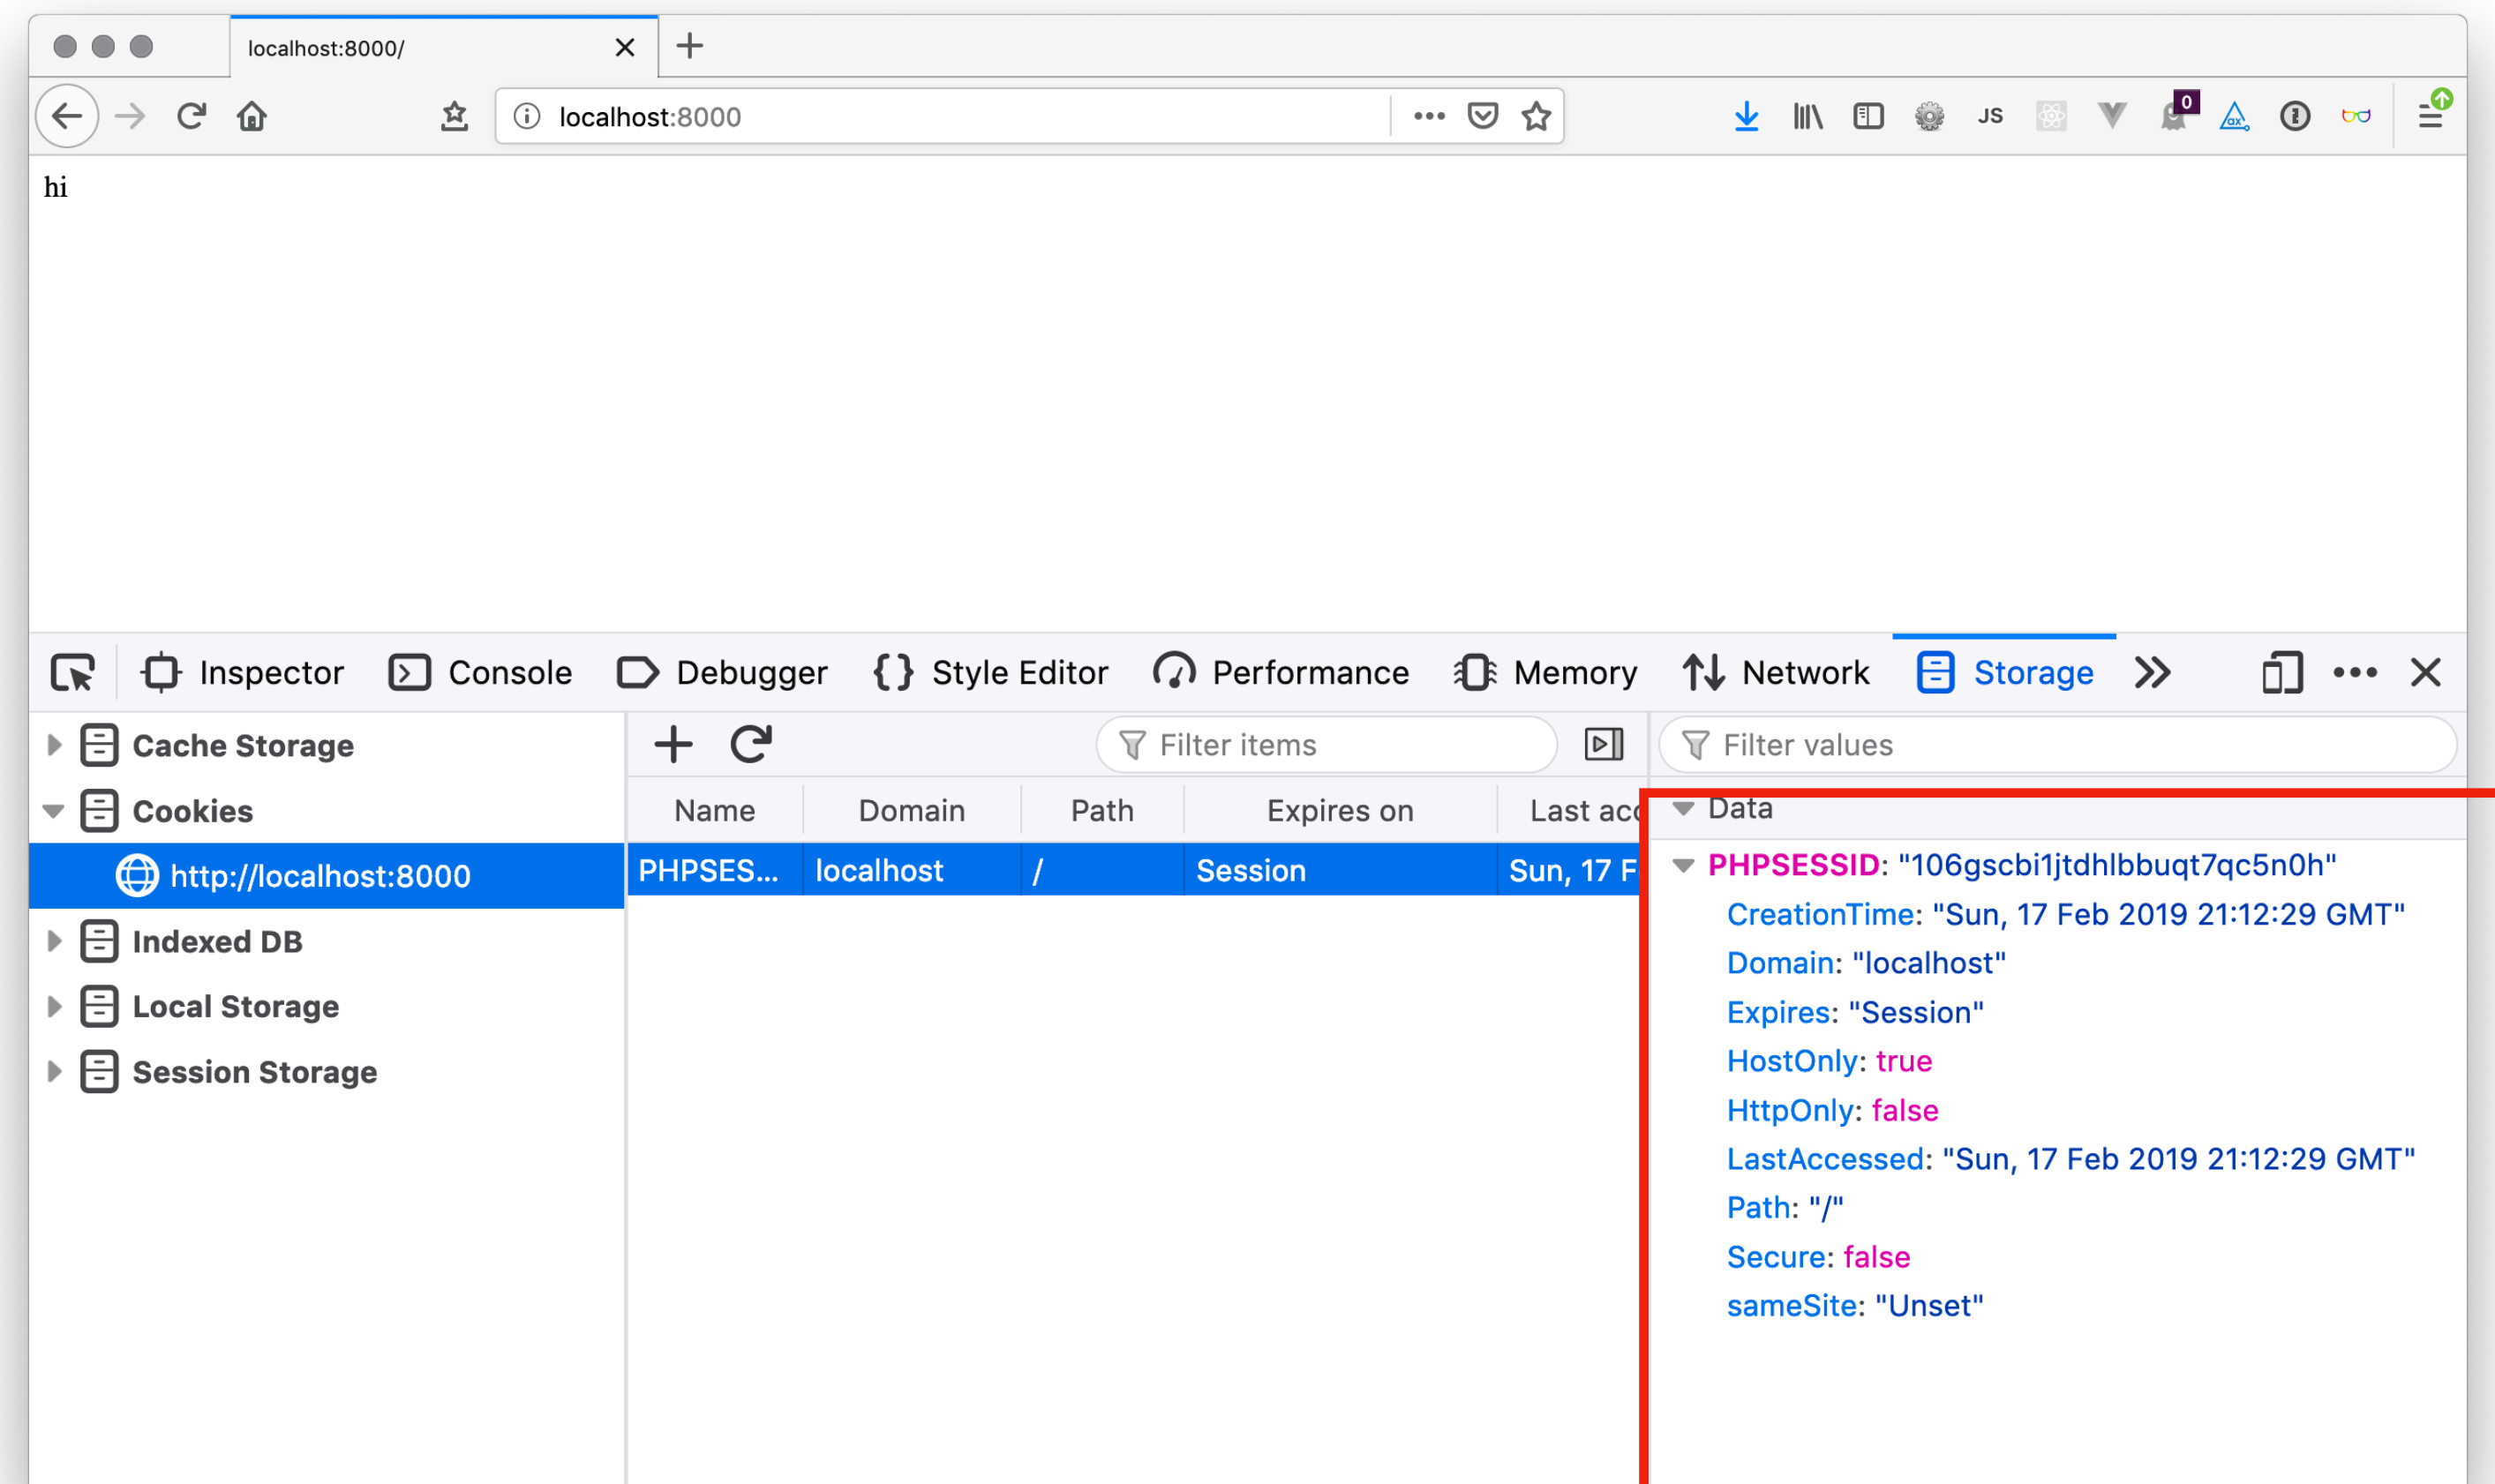 localhost:8000/
localhost:8000
JS
0
ax
hi
Inspector
Console
Debugger
Style Editor
Performance
Memory
Network
Storage
Cache Storage
Cookies
http://localhost:8000
Indexed DB
Local Storage
Session Storage
Filter items
Name Domain Path Expires on Last acc
PHPSES... localhost / Session Sun, 17 F
Filter values
Data
PHPSESSID: "106gscbi1jtdhlbbuqt7qc5n0h"
CreationTime: "Sun, 17 Feb 2019 21:12:29 GMT"
Domain: "localhost"
Expires: "Session"
HostOnly: true
HttpOnly: false
LastAccessed: "Sun, 17 Feb 2019 21:12:29 GMT"
Path: "/"
Secure: false
sameSite: "Unset"